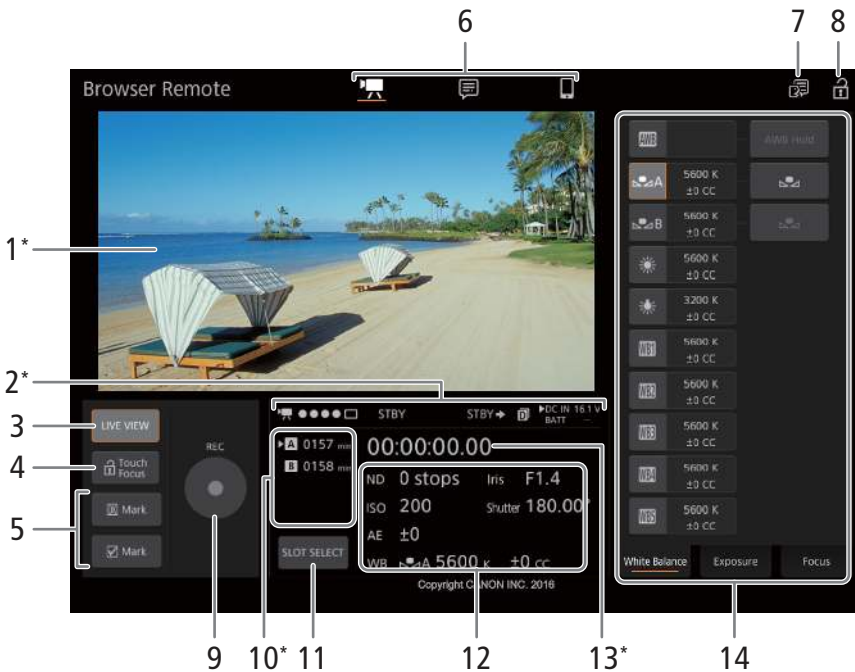 6
7
8
Browser Remote
AWB
AWB Hold
A
5600 K
±0 CC
B
5600 K
±0 CC
5600 K
±0 CC
3200 K
±0 CC
WB1
5600 K
±0 CC
WB2
5600 K
±0 CC
WB3
5600 K
±0 CC
WB4
5600 K
±0 CC
WB5
5600 K
±0 CC
White Balance
Exposure
Focus
1*
2*
3
4
5
LIVE VIEW
Touch
Focus
Mark
Mark
REC
STBY
STBY
D
DC IN 16.1 V
BATT --
A 0157 min
B 0158 min
00:00:00.00
ND 0 stops Iris F1.4
ISO 200 Shutter 180.00°
AE ±0
WB A 5600 K ±0 CC
SLOT SELECT
Copyright CANON INC. 2016
9
10*
11
12
13*
14